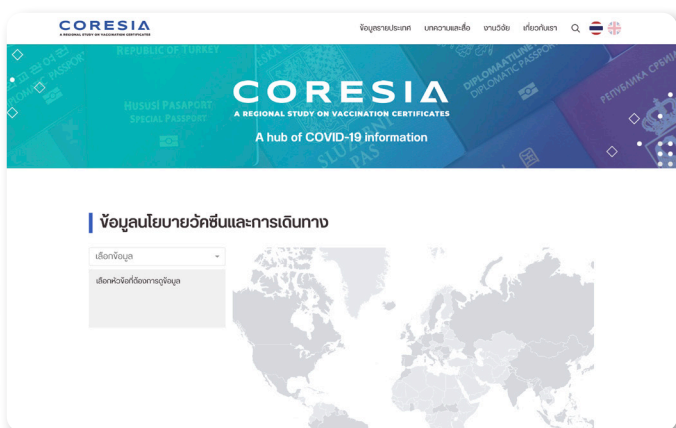 CORESIA
A REGIONAL STUDY ON VACCINATION CERTIFICATES
ข้อมูลรายประเทศ บทความและสื่อ งานวิจัย เกี่ยวกับเรา
REPUBLIC OF TURKEY
HUSUSİ PASAPORT
SPECIAL PASSPORT
DIPLOMATIC PASSPORT
CORESIA
A REGIONAL STUDY ON VACCINATION CERTIFICATES
A hub of COVID-19 information
ข้อมูลนโยบายวัคซีนและการเดินทาง
เลือกข้อมูล
เลือกหัวข้อที่ต้องการดูข้อมูล